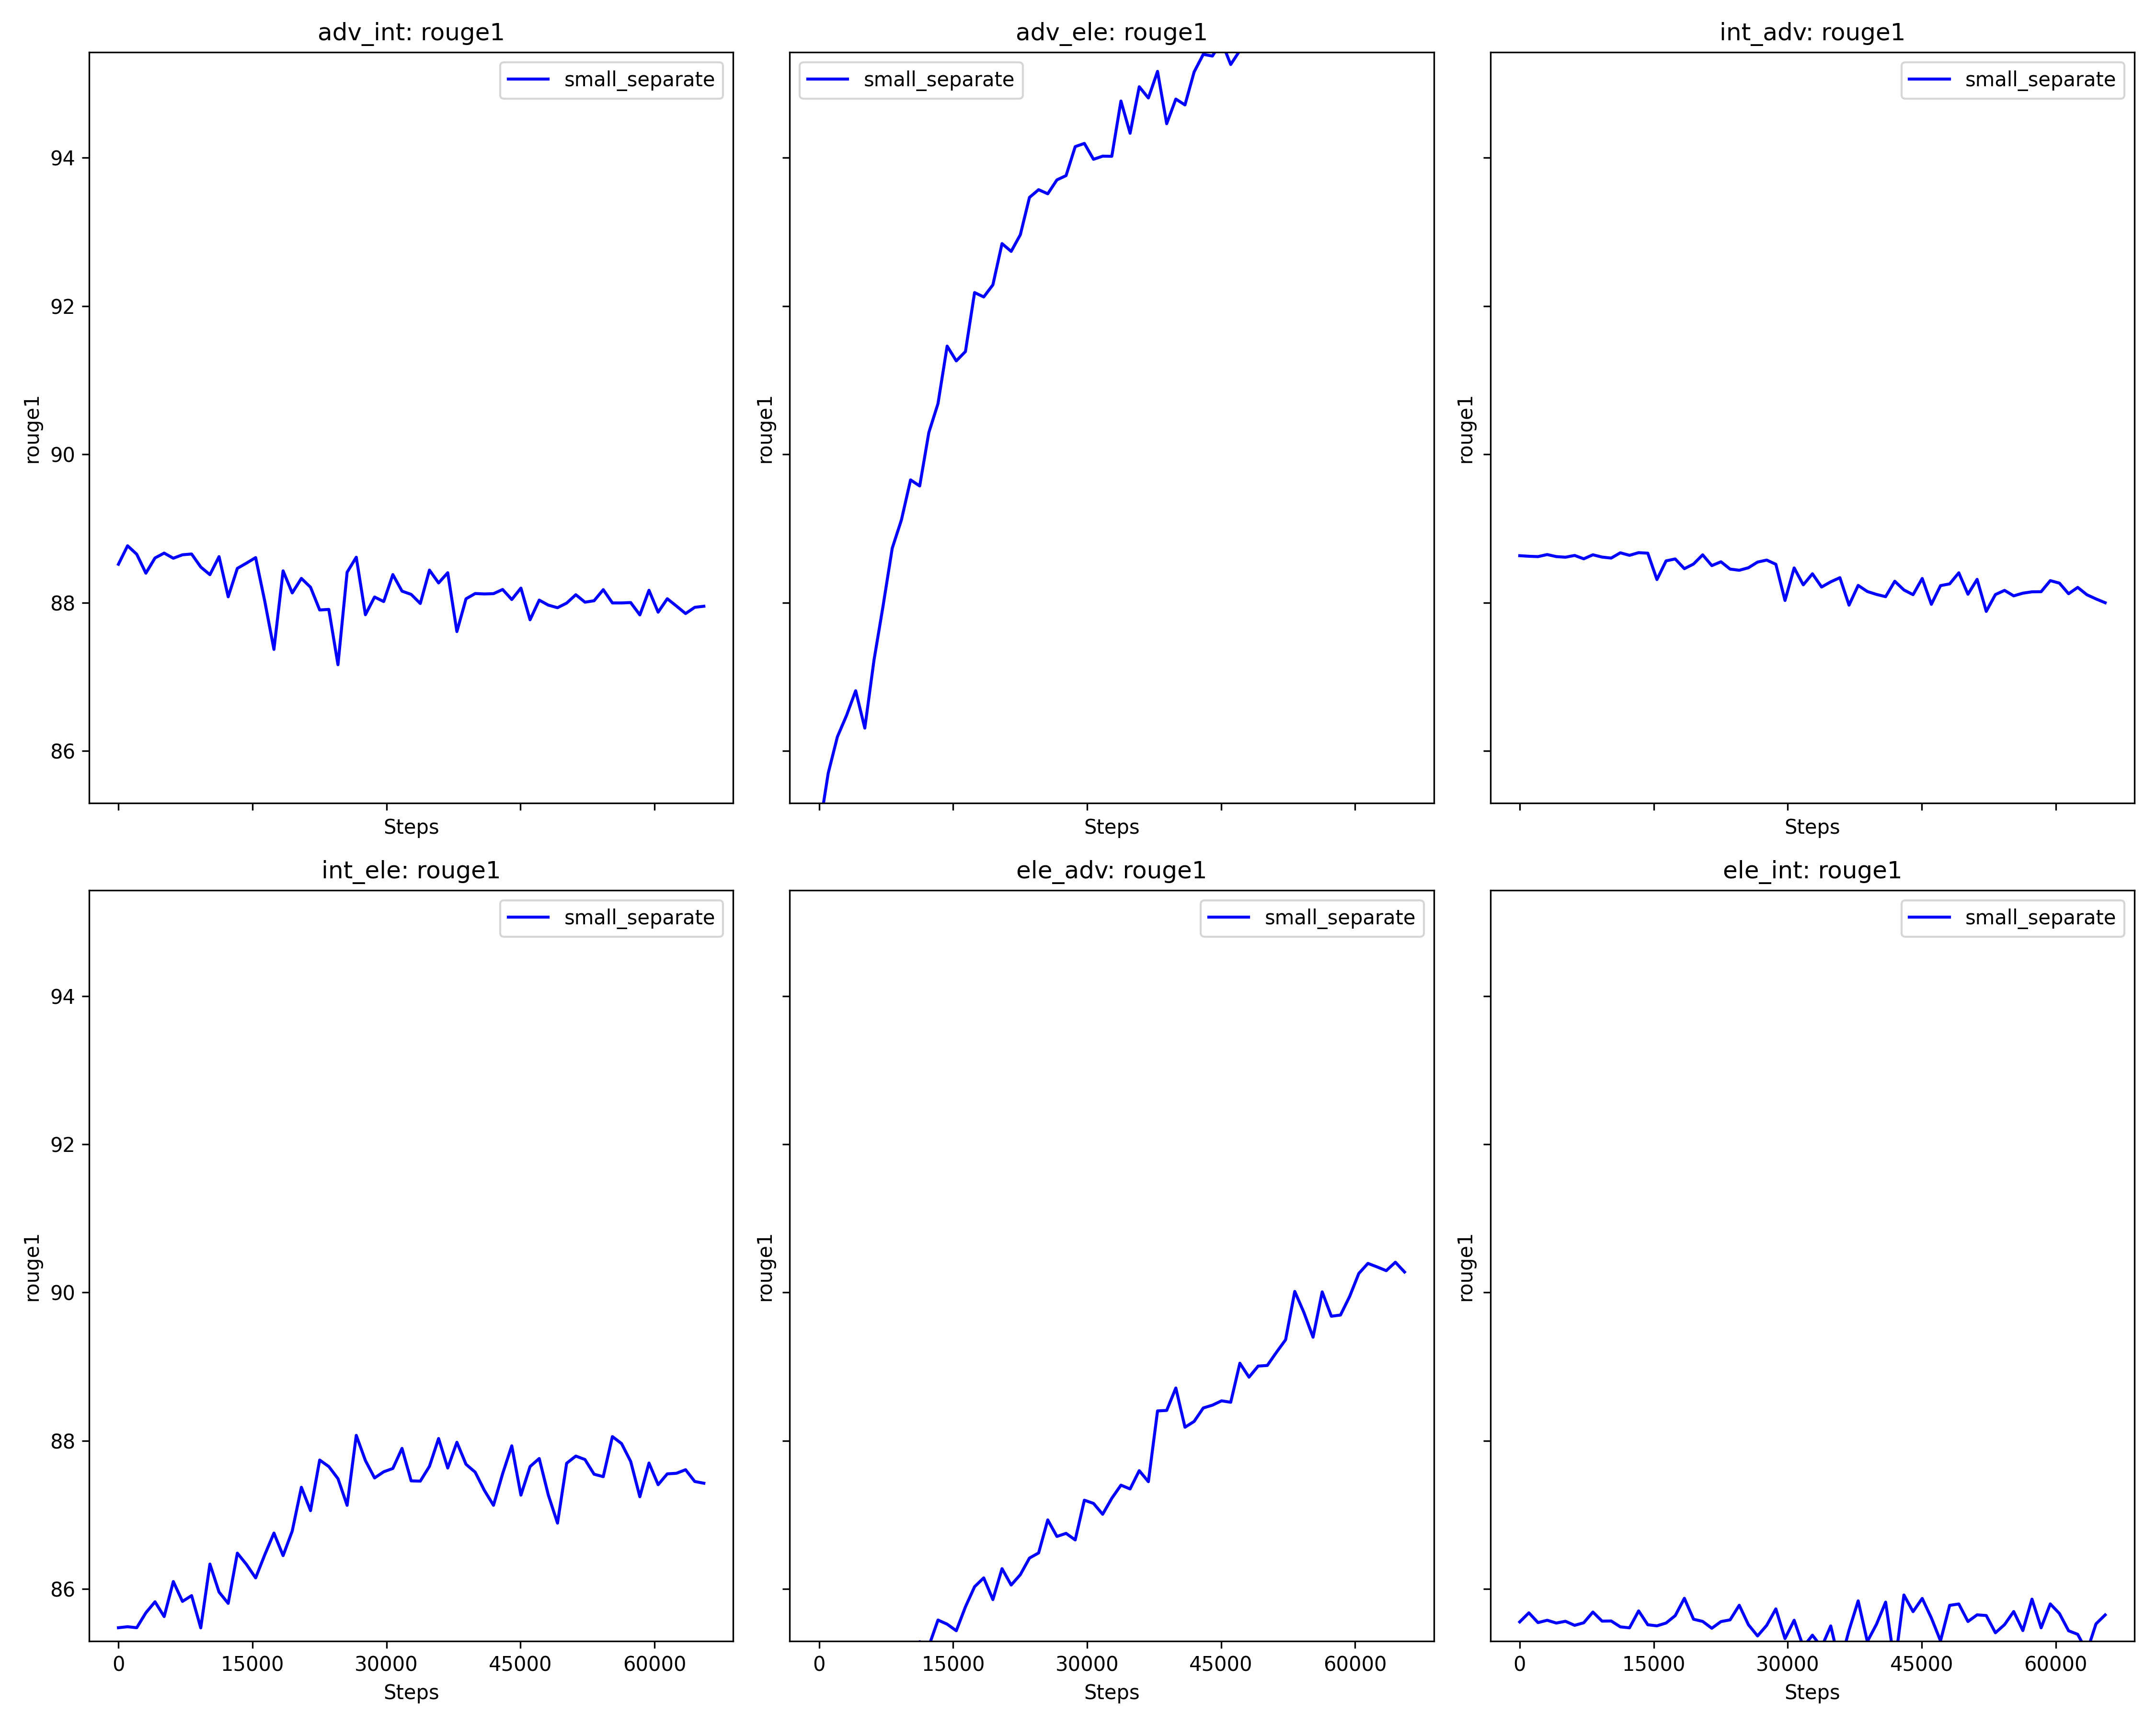 adv_int: rouge1
small_separate
94
92
90
88
86
rouge1
Steps
adv_ele: rouge1
small_separate
rouge1
Steps
int_adv: rouge1
small_separate
rouge1
Steps
int_ele: rouge1
small_separate
94
92
90
88
86
rouge1
0 15000 30000 45000 60000
Steps
ele_adv: rouge1
small_separate
rouge1
0 15000 30000 45000 60000
Steps
ele_int: rouge1
small_separate
rouge1
0 15000 30000 45000 60000
Steps